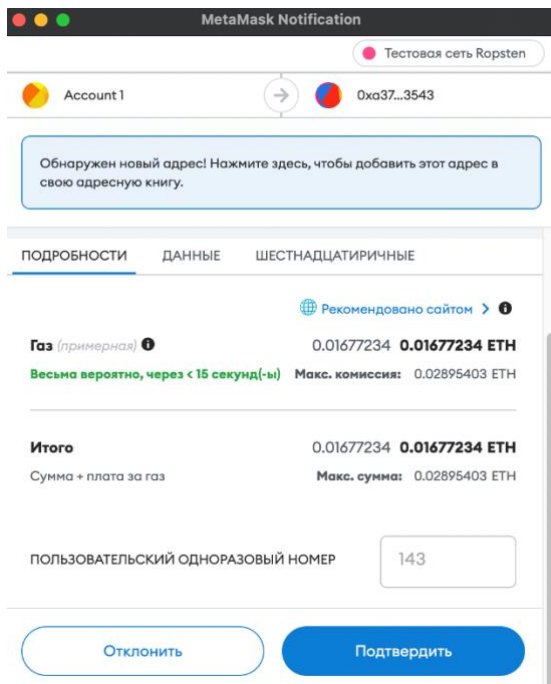 MetaMask Notification
Тестовая сеть Ropsten
Account 1
0xa37...3543
Обнаружен новый адрес! Нажмите здесь, чтобы добавить этот адрес в
свою адресную книгу.
ПОДРОБНОСТИ ДАННЫЕ ШЕСТНАДЦАТИРИЧНЫЕ
Рекомендовано сайтом
Газ (примерная) 0.01677234 0.01677234 ETH
Весьма вероятно, через < 15 секунд(-ы) Макс. комиссия: 0.02895403 ETH
Итого 0.01677234 0.01677234 ETH
Сумма + плата за газ Макс. сумма: 0.02895403 ETH
ПОЛЬЗОВАТЕЛЬСКИЙ ОДНОРАЗОВЫЙ НОМЕР 143
Отклонить Подтвердить